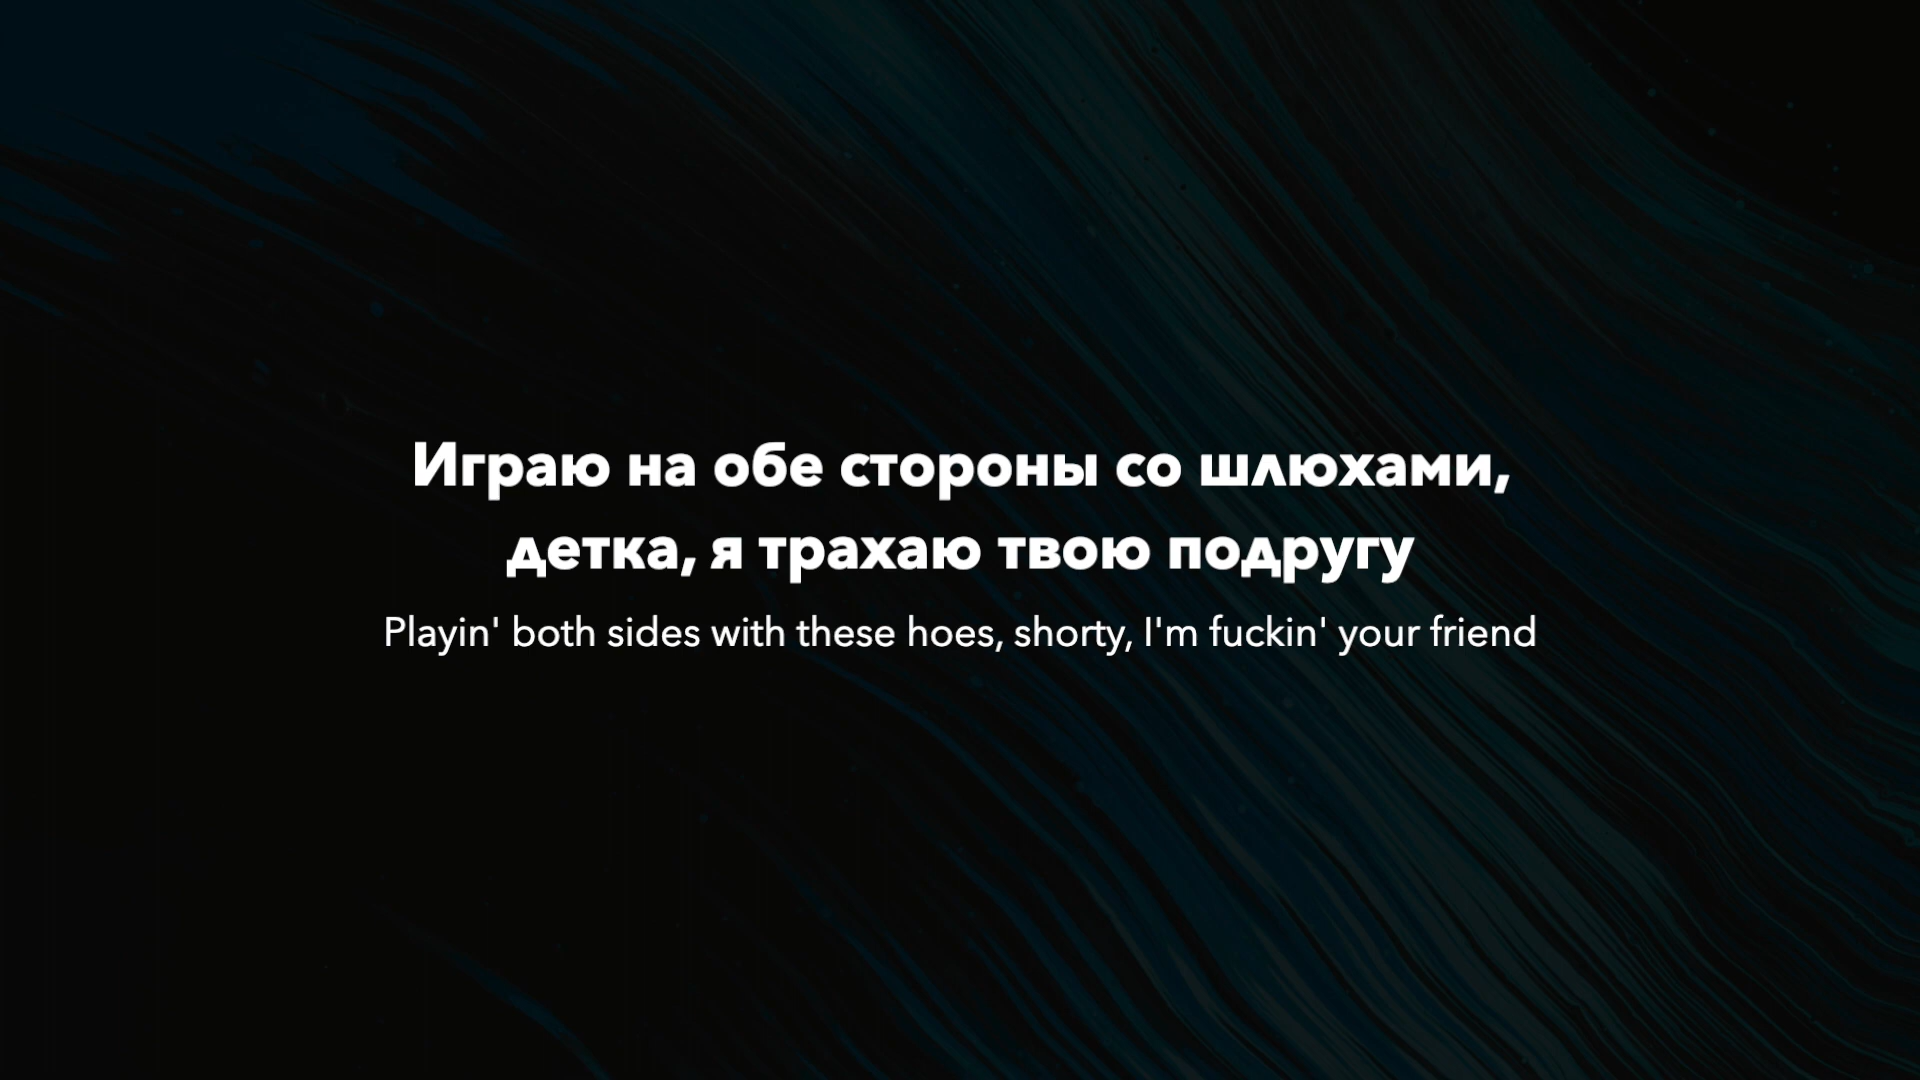 Играю на обе стороны со шлюхами,
детка, я трахаю твою подругу
Playin' both sides with these hoes, shorty, I'm fuckin' your friend